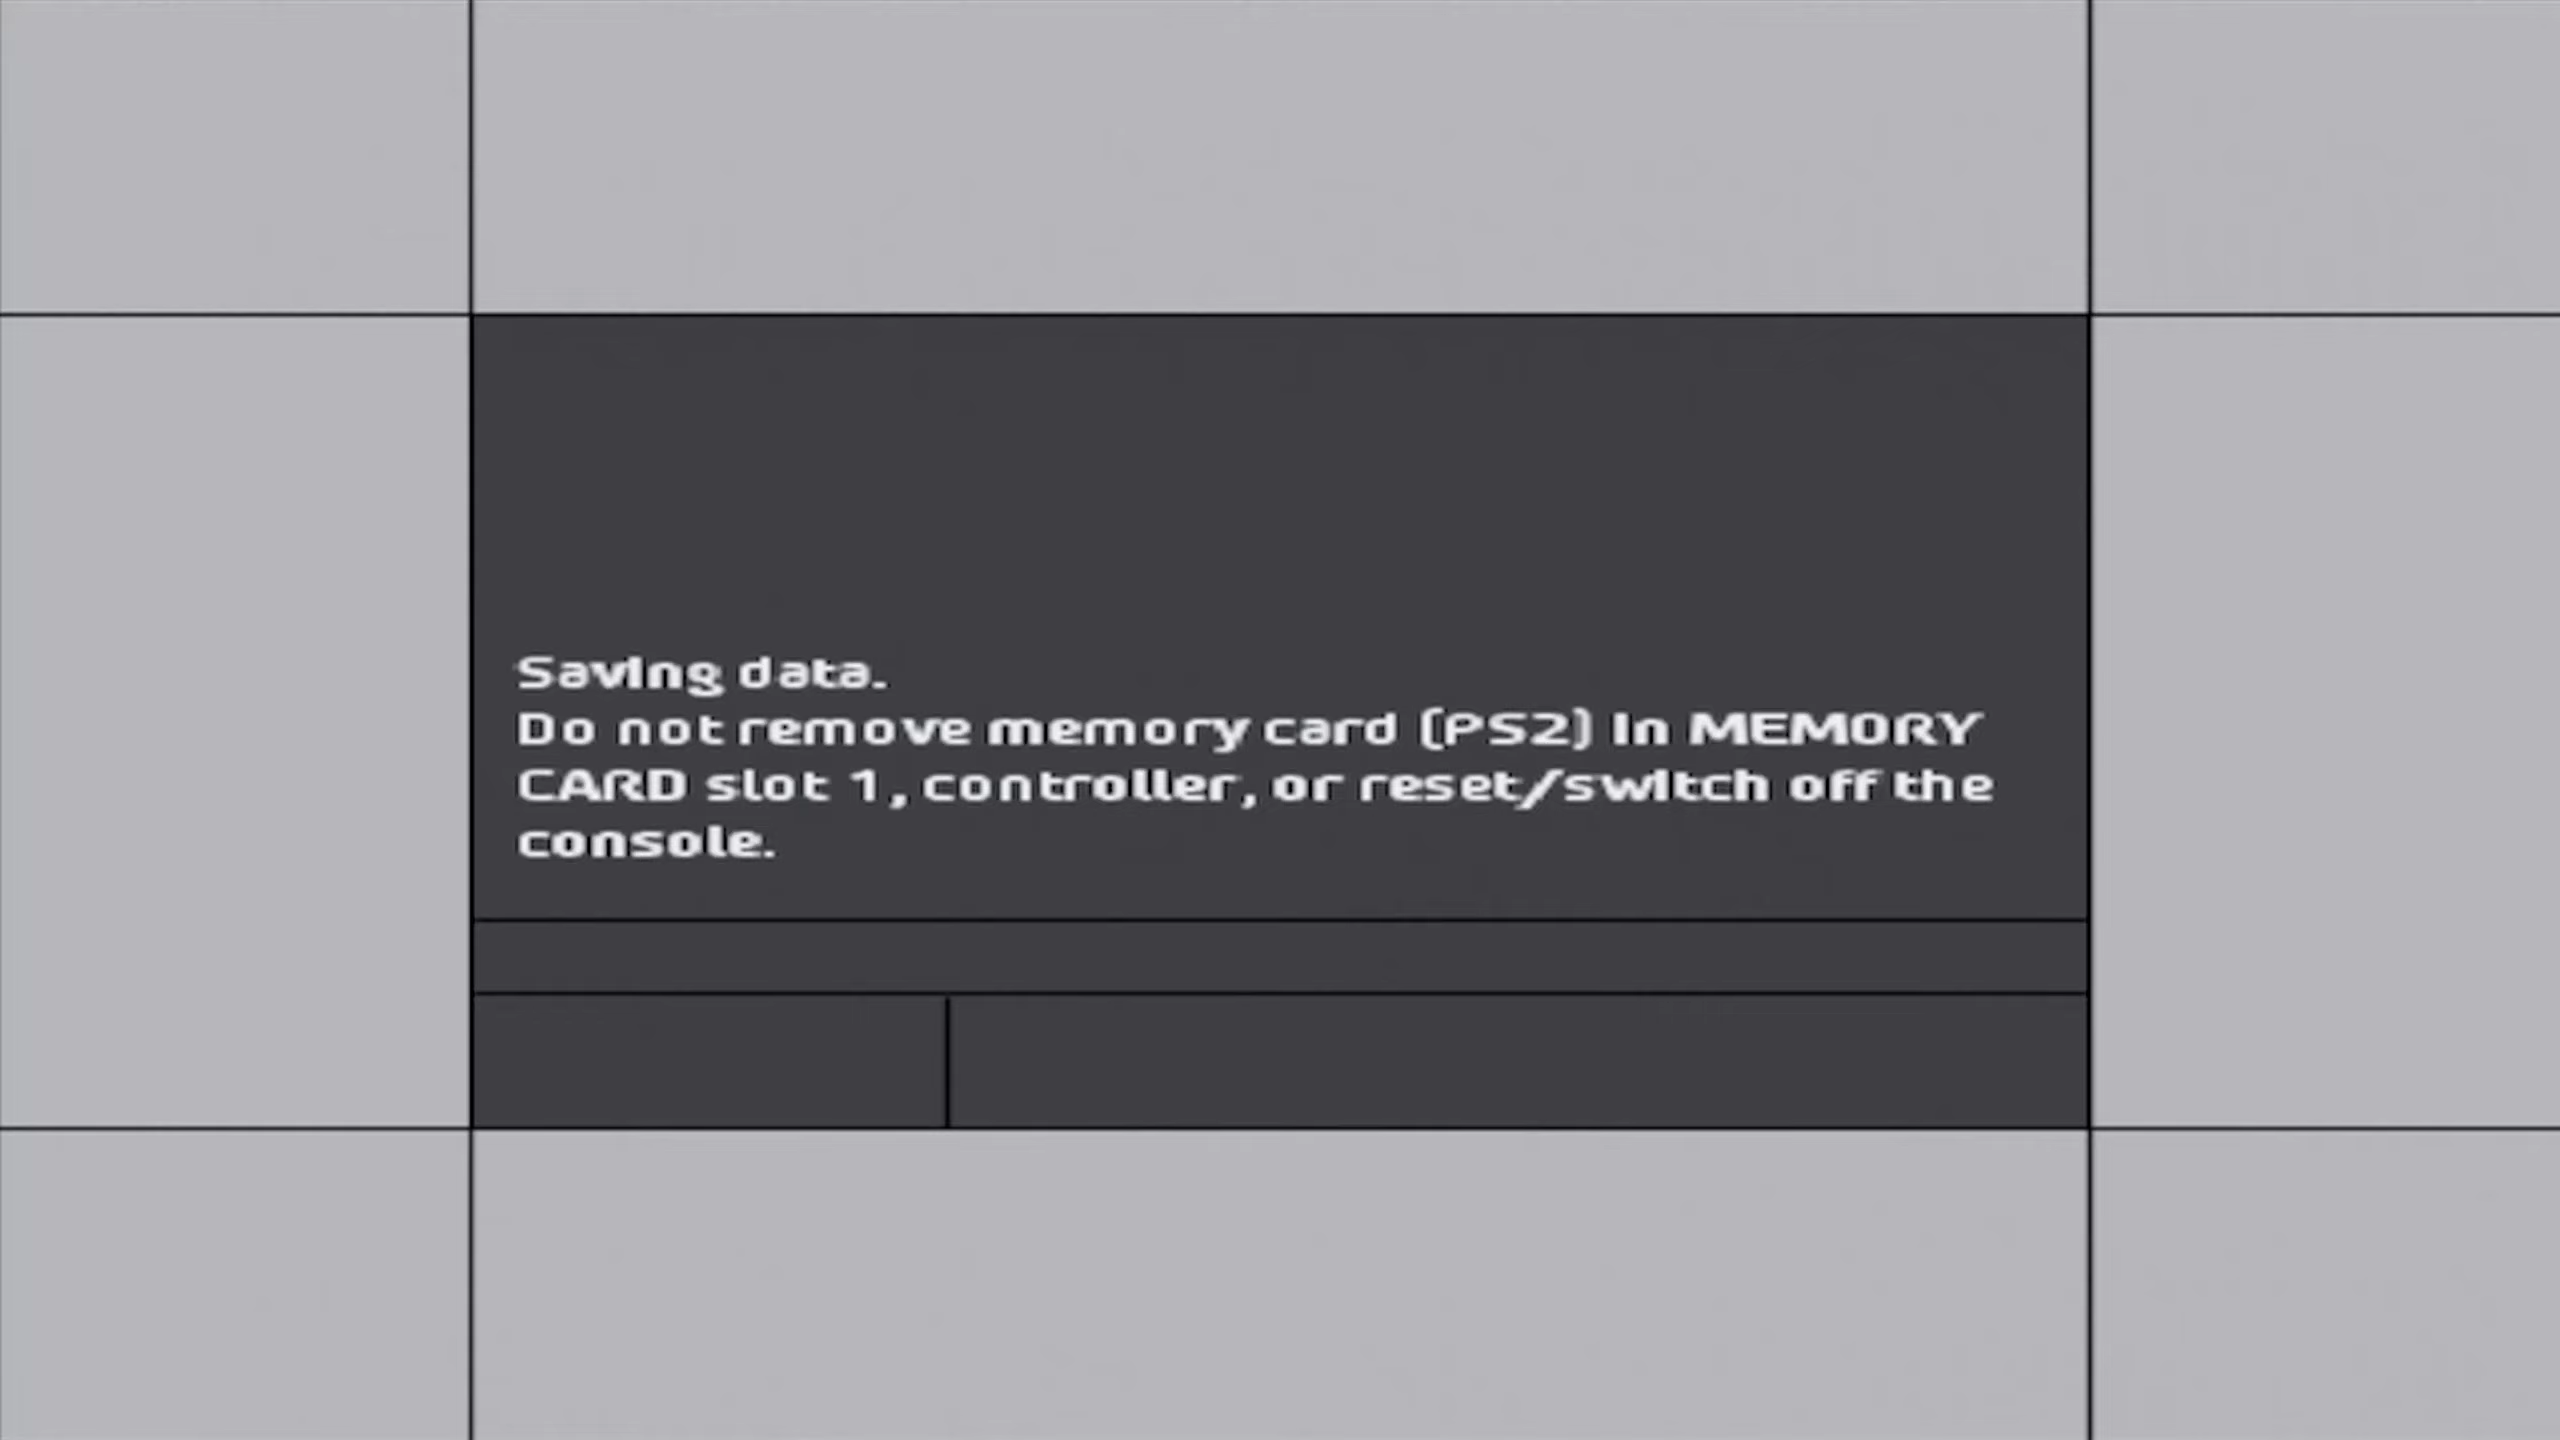 Saving data.
Do not remove memory card (PS2) in MEMORY
CARD slot 1, controller, or reset/switch off the
console.